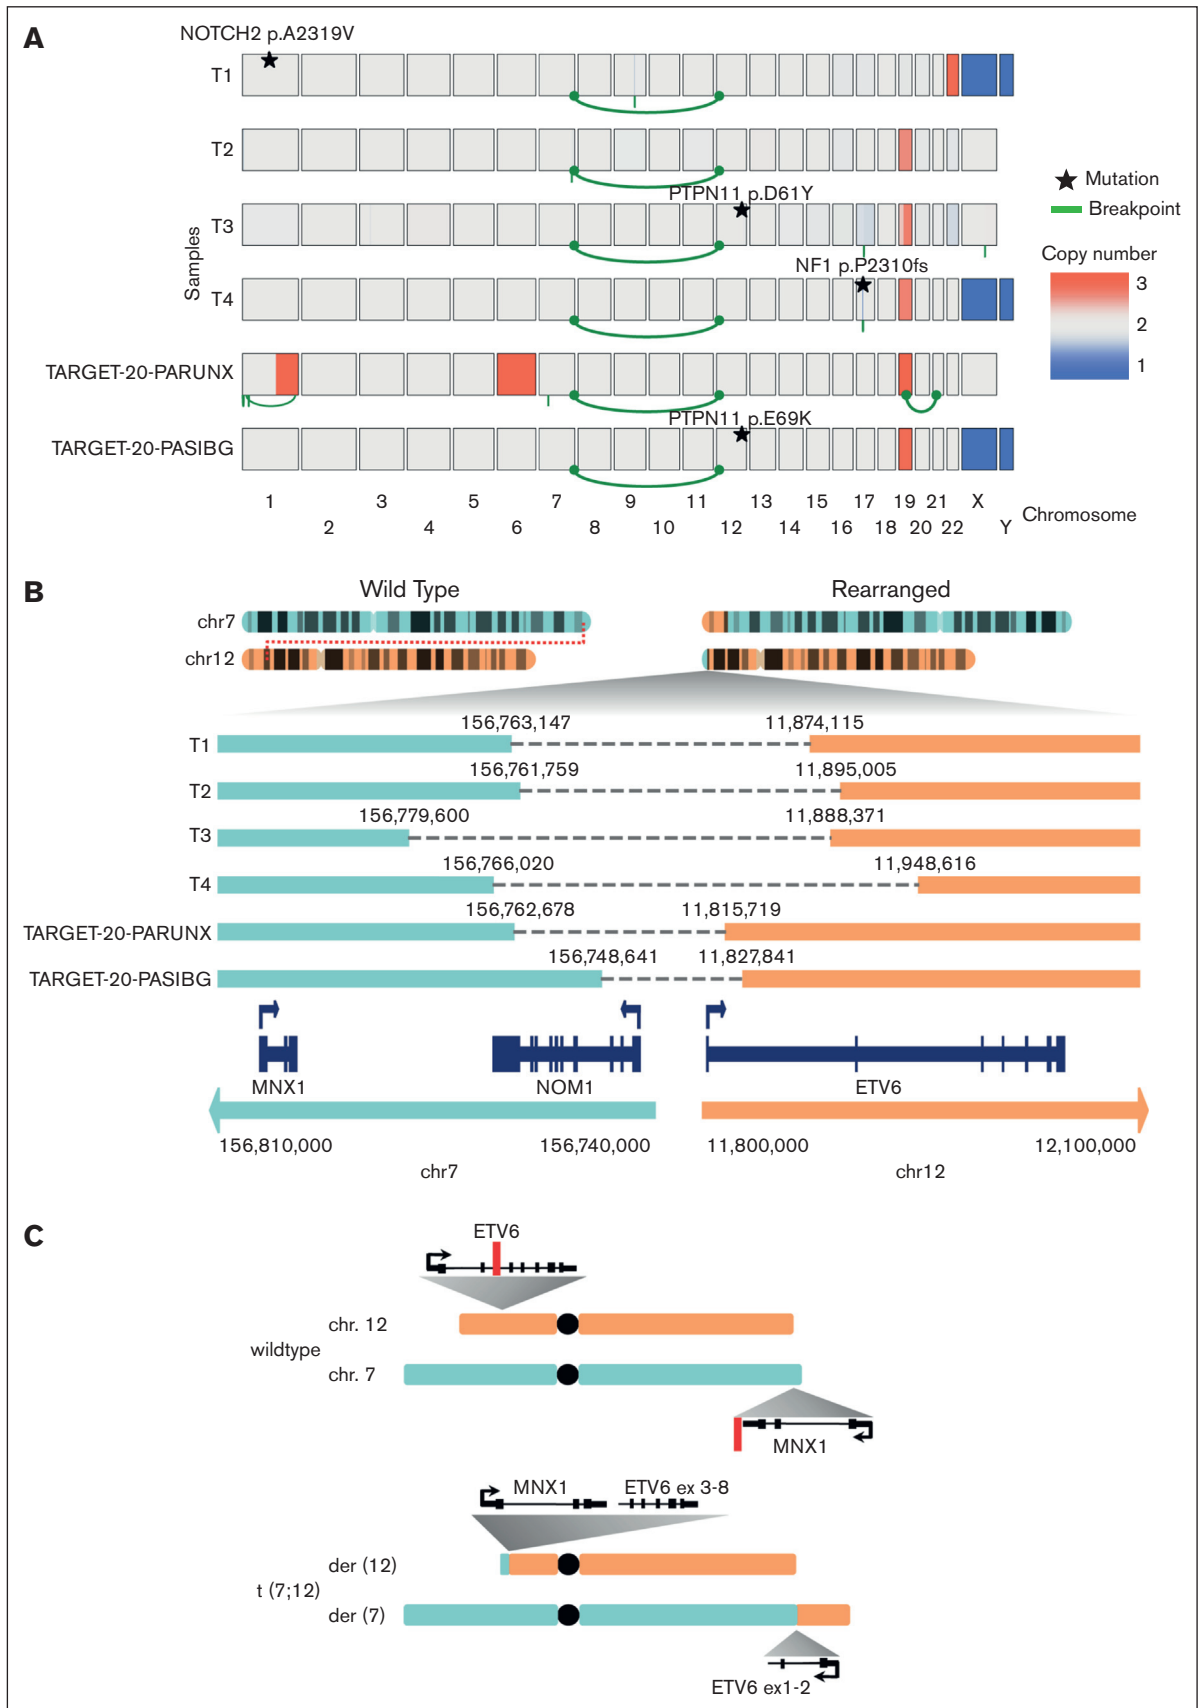 A
NOTCH2 p.A2319V
T1
T2
PTPN11 p.D61Y
T3
NF1 p.P2310fs
T4
TARGET-20-PARUNX
PTPN11 p.E69K
TARGET-20-PASIBG
Samples
1 3 5 7 9 11 13 15 17 19 21 X
2 4 6 8 10 12 14 16 18 20 22 Y
Chromosome
Mutation
Breakpoint
Copy number
3
2
1
B
Wild Type
Rearranged
chr7
chr12
156,763,147 11,874,115
T1
156,761,759 11,895,005
T2
156,779,600 11,888,371
T3
156,766,020 11,948,616
T4
156,762,678 11,815,719
TARGET-20-PARUNX
156,748,641 11,827,841
TARGET-20-PASIBG
MNX1 NOM1 ETV6
156,810,000 156,740,000 11,800,000 12,100,000
chr7 chr12
C
ETV6
chr. 12
wildtype
chr. 7
MNX1
MNX1 ETV6 ex 3-8
der (12)
t (7;12)
der (7)
ETV6 ex1-2